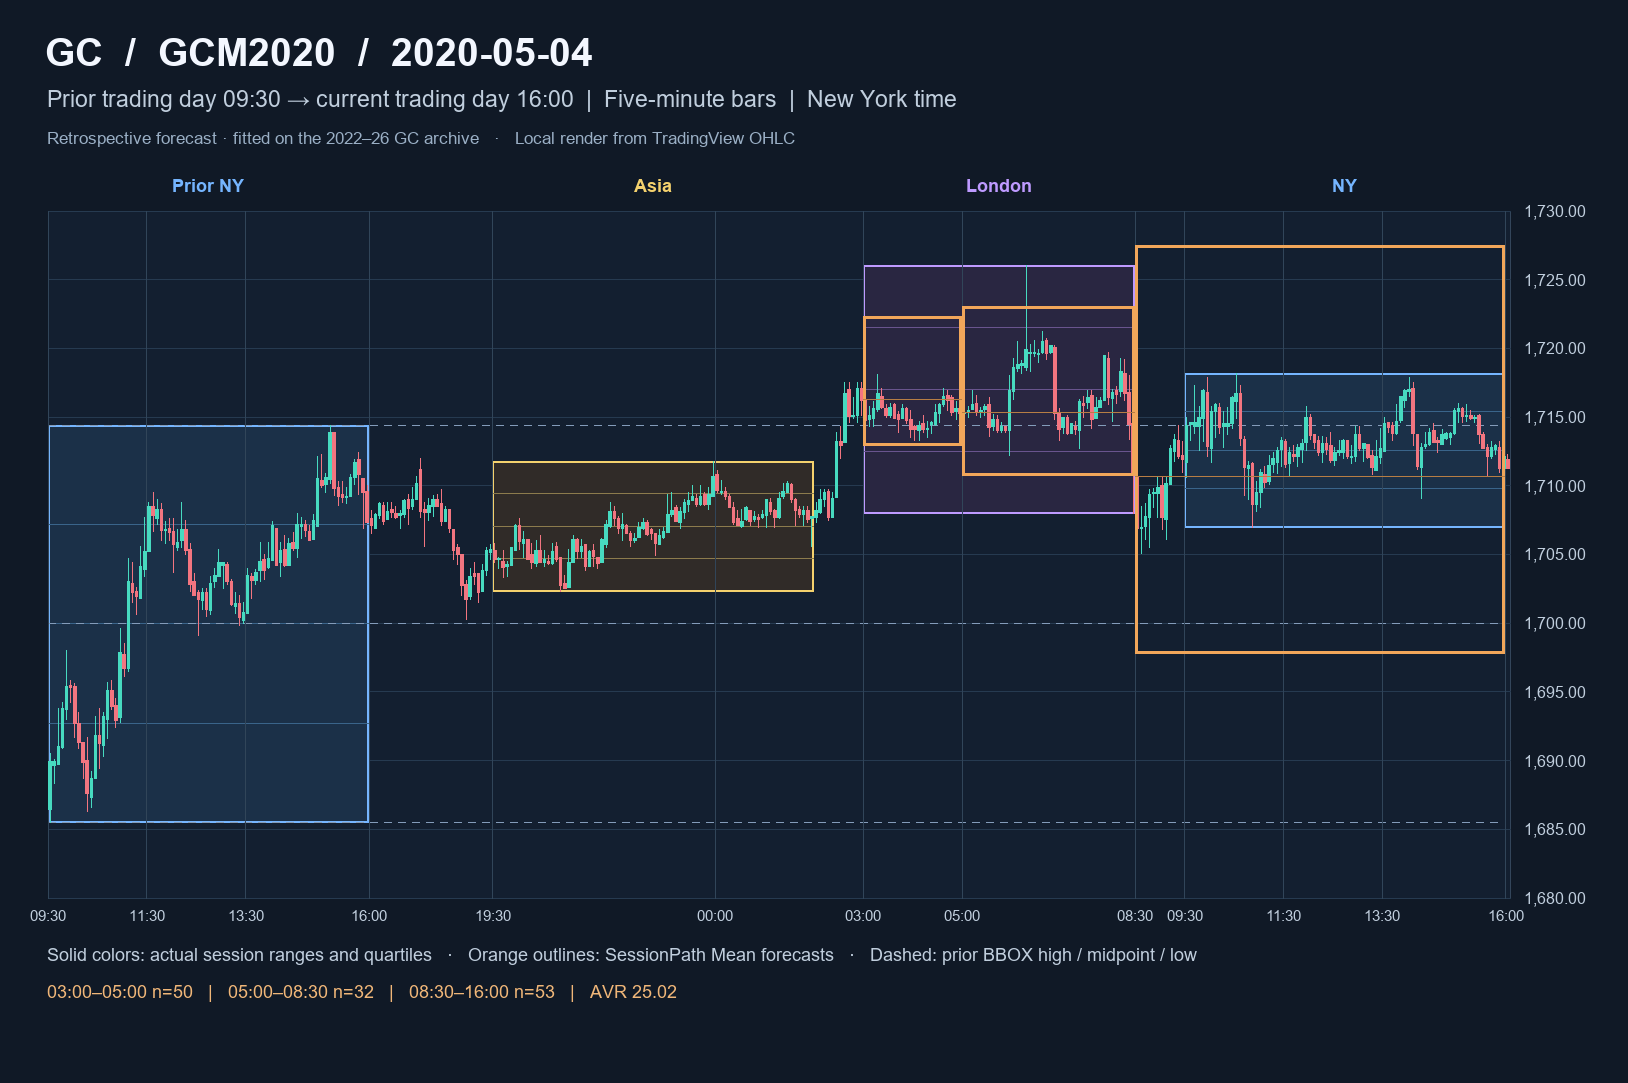 GC / GCM2020 / 2020-05-04
Prior trading day 09:30 → current trading day 16:00 | Five-minute bars | New York time
Retrospective forecast · fitted on the 2022–26 GC archive · Local render from TradingView OHLC
Prior NY Asia London NY
1,730.00
1,725.00
1,720.00
1,715.00
1,710.00
1,705.00
1,700.00
1,695.00
1,690.00
1,685.00
1,680.00
09:30 11:30 13:30 16:00 19:30 00:00 03:00 05:00 08:30 09:30 11:30 13:30 16:00
Solid colors: actual session ranges and quartiles · Orange outlines: SessionPath Mean forecasts · Dashed: prior BBOX high / midpoint / low
03:00–05:00 n=50 | 05:00–08:30 n=32 | 08:30–16:00 n=53 | AVR 25.02